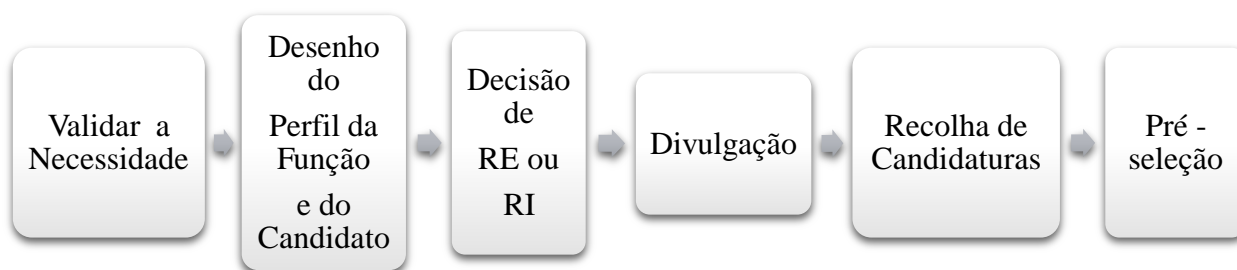 Validar a
Necessidade
Desenho
do
Perfil da
Função
e do
Candidato
Decisão
de
RE ou
RI
Divulgação
Recolha de
Candidaturas
Pré -
seleção